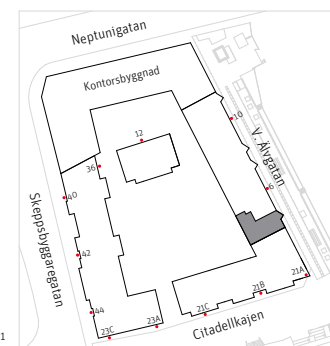 Neptunigatan
Kontorsbyggnad
12
10
V. Älvgatan
36
40
6
Skeppsbyggaregatan
42
44
21A
21B
21C
23A
23C
Citadellkajen
1